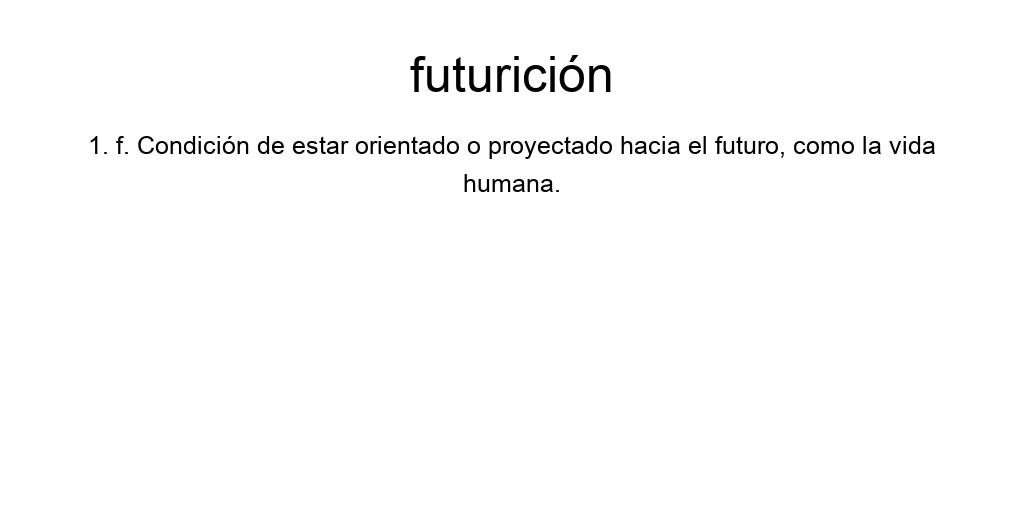 futurición
1. f. Condición de estar orientado o proyectado hacia el futuro, como la vida
humana.